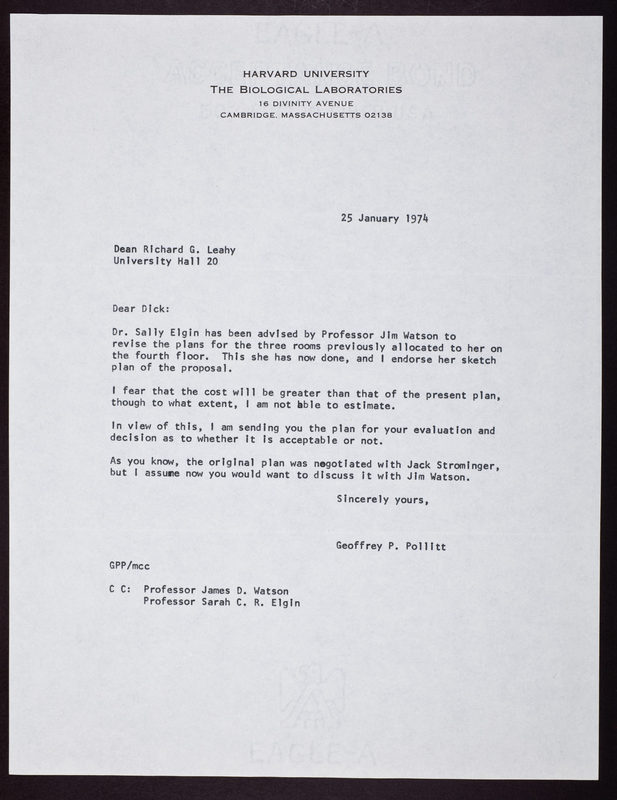 EAGLE-A
HARVARD UNIVERSITY
THE BIOLOGICAL LABORATORIES
16 DIVINITY AVENUE
CAMBRIDGE, MASSACHUSETTS 02138
25 January 1974
Dean Richard G. Leahy
University Hall 20
Dear Dick:
Dr. Sally Elgin has been advised by Professor Jim Watson to
revise the plans for the three rooms previously allocated to her on
the fourth floor. This she has now done, and I endorse her sketch
plan of the proposal.
I fear that the cost will be greater than that of the present plan,
though to what extent, I am not able to estimate.
In view of this, I am sending you the plan for your evaluation and
decision as to whether it is acceptable or not.
As you know, the original plan was negotiated with Jack Strominger,
but I assume now you would want to discuss it with Jim Watson.
Sincerely yours,
Geoffrey P. Pollitt
GPP/mcc
C C: Professor James D. Watson
Professor Sarah C. R. Elgin
EAGLE-A